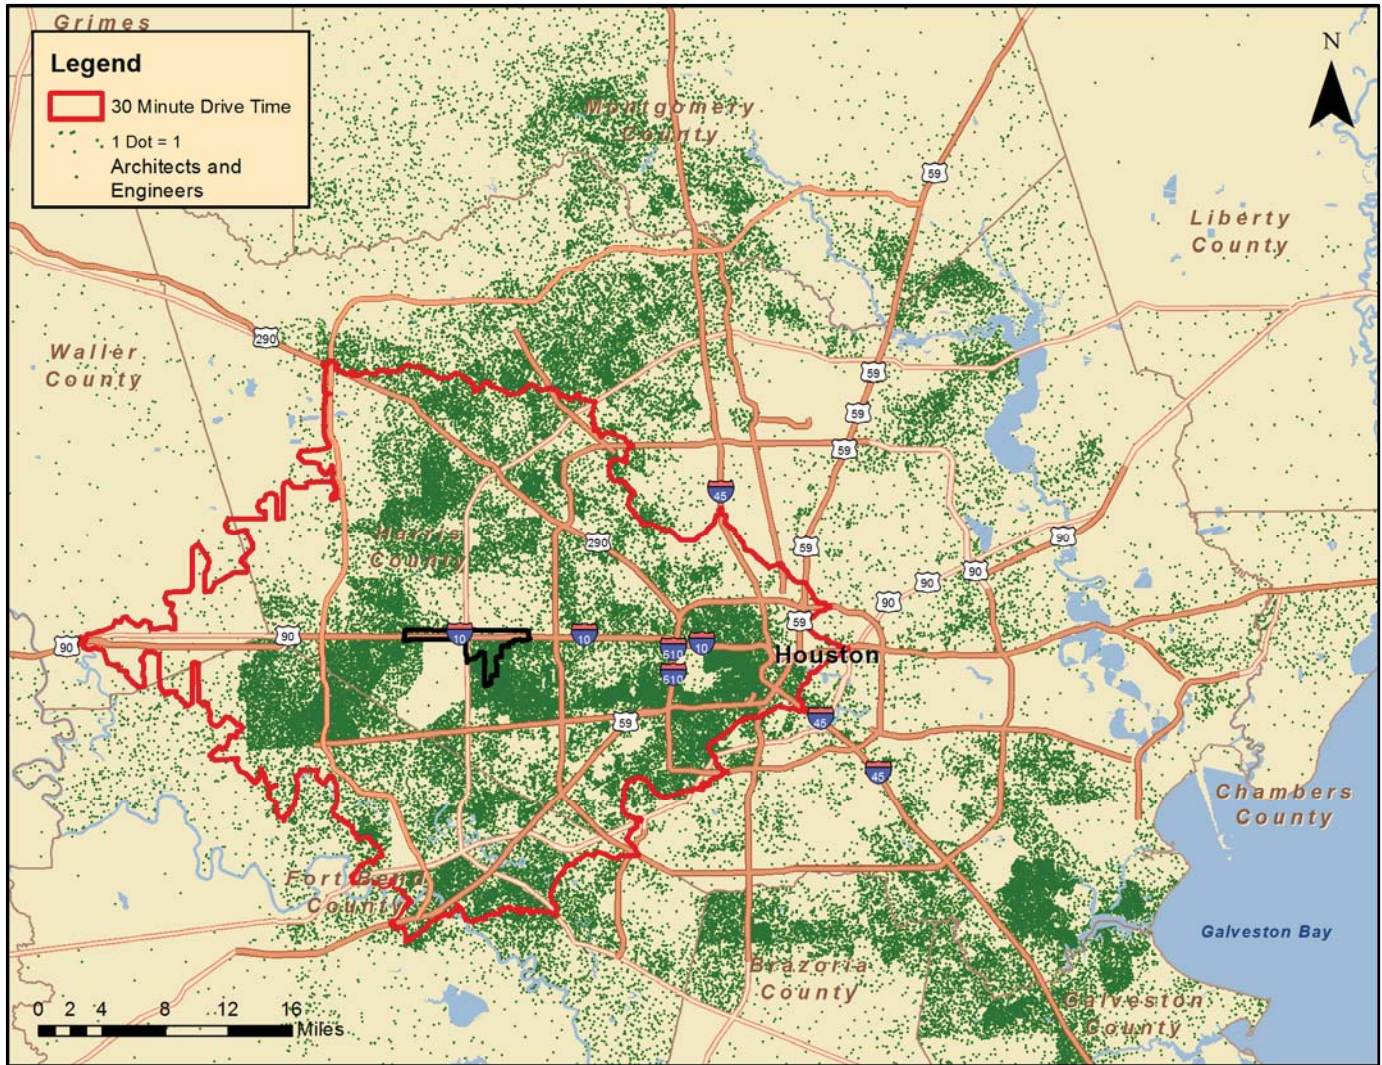 Grimes
Legend
30 Minute Drive Time
1 Dot = 1
Architects and
Engineers
N
Montgomery
County
59
Liberty
County
290
Waller
County
59
59
59
45
Harris
County
290
59
90
90
90
90
90
90
10
10
59
610
10
610
Houston
59
45
45
Chambers
County
Fort Bend
County
Galveston Bay
Brazoria
County
Galveston
County
0 2 4 8 12 16
Miles